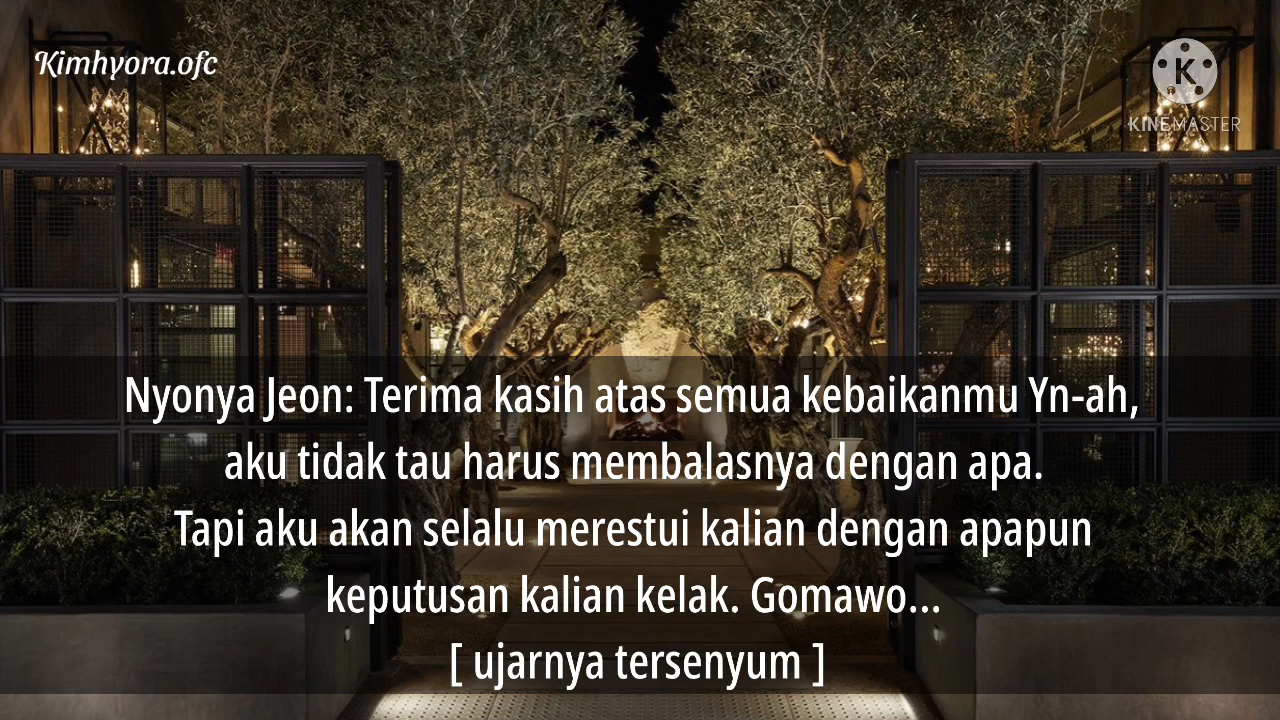 Kimhyora.ofc
K
KINEMASTER
Nyonya Jeon: Terima kasih atas semua kebaikanmu Yn-ah,
aku tidak tau harus membalasnya dengan apa.
Tapi aku akan selalu merestui kalian dengan apapun
keputusan kalian kelak. Gomawo...
[ ujarnya tersenyum ]